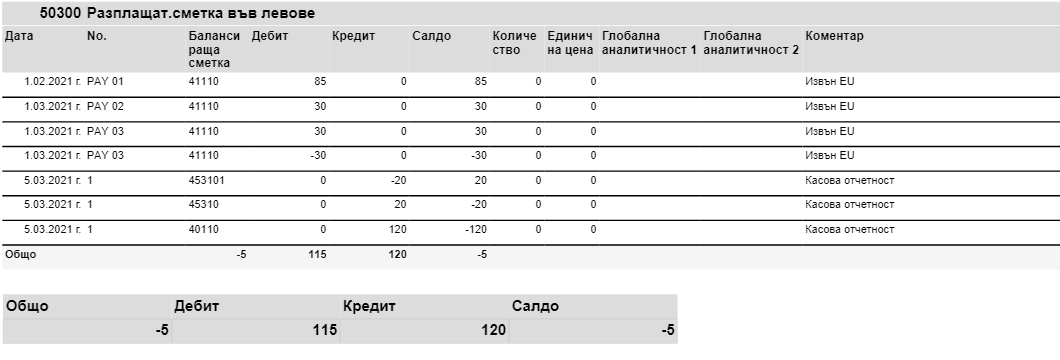 50300 Разплащат.сметка във левове
Дата No. Баланси раща сметка Дебит Кредит Салдо Количе ство Единич на цена Глобална аналитичност 1 Глобална аналитичност 2 Коментар
1.02.2021 г. PAY 01 41110 85 0 85 0 0 Извън EU
1.03.2021 г. PAY 02 41110 30 0 30 0 0 Извън EU
1.03.2021 г. PAY 03 41110 30 0 30 0 0 Извън EU
1.03.2021 г. PAY 03 41110 -30 0 -30 0 0 Извън EU
5.03.2021 г. 1 453101 0 -20 20 0 0 Касова отчетност
5.03.2021 г. 1 45310 0 20 -20 0 0 Касова отчетност
5.03.2021 г. 1 40110 0 120 -120 0 0 Касова отчетност
Общо -5 115 120 -5
Общо Дебит Кредит Салдо
-5 115 120 -5